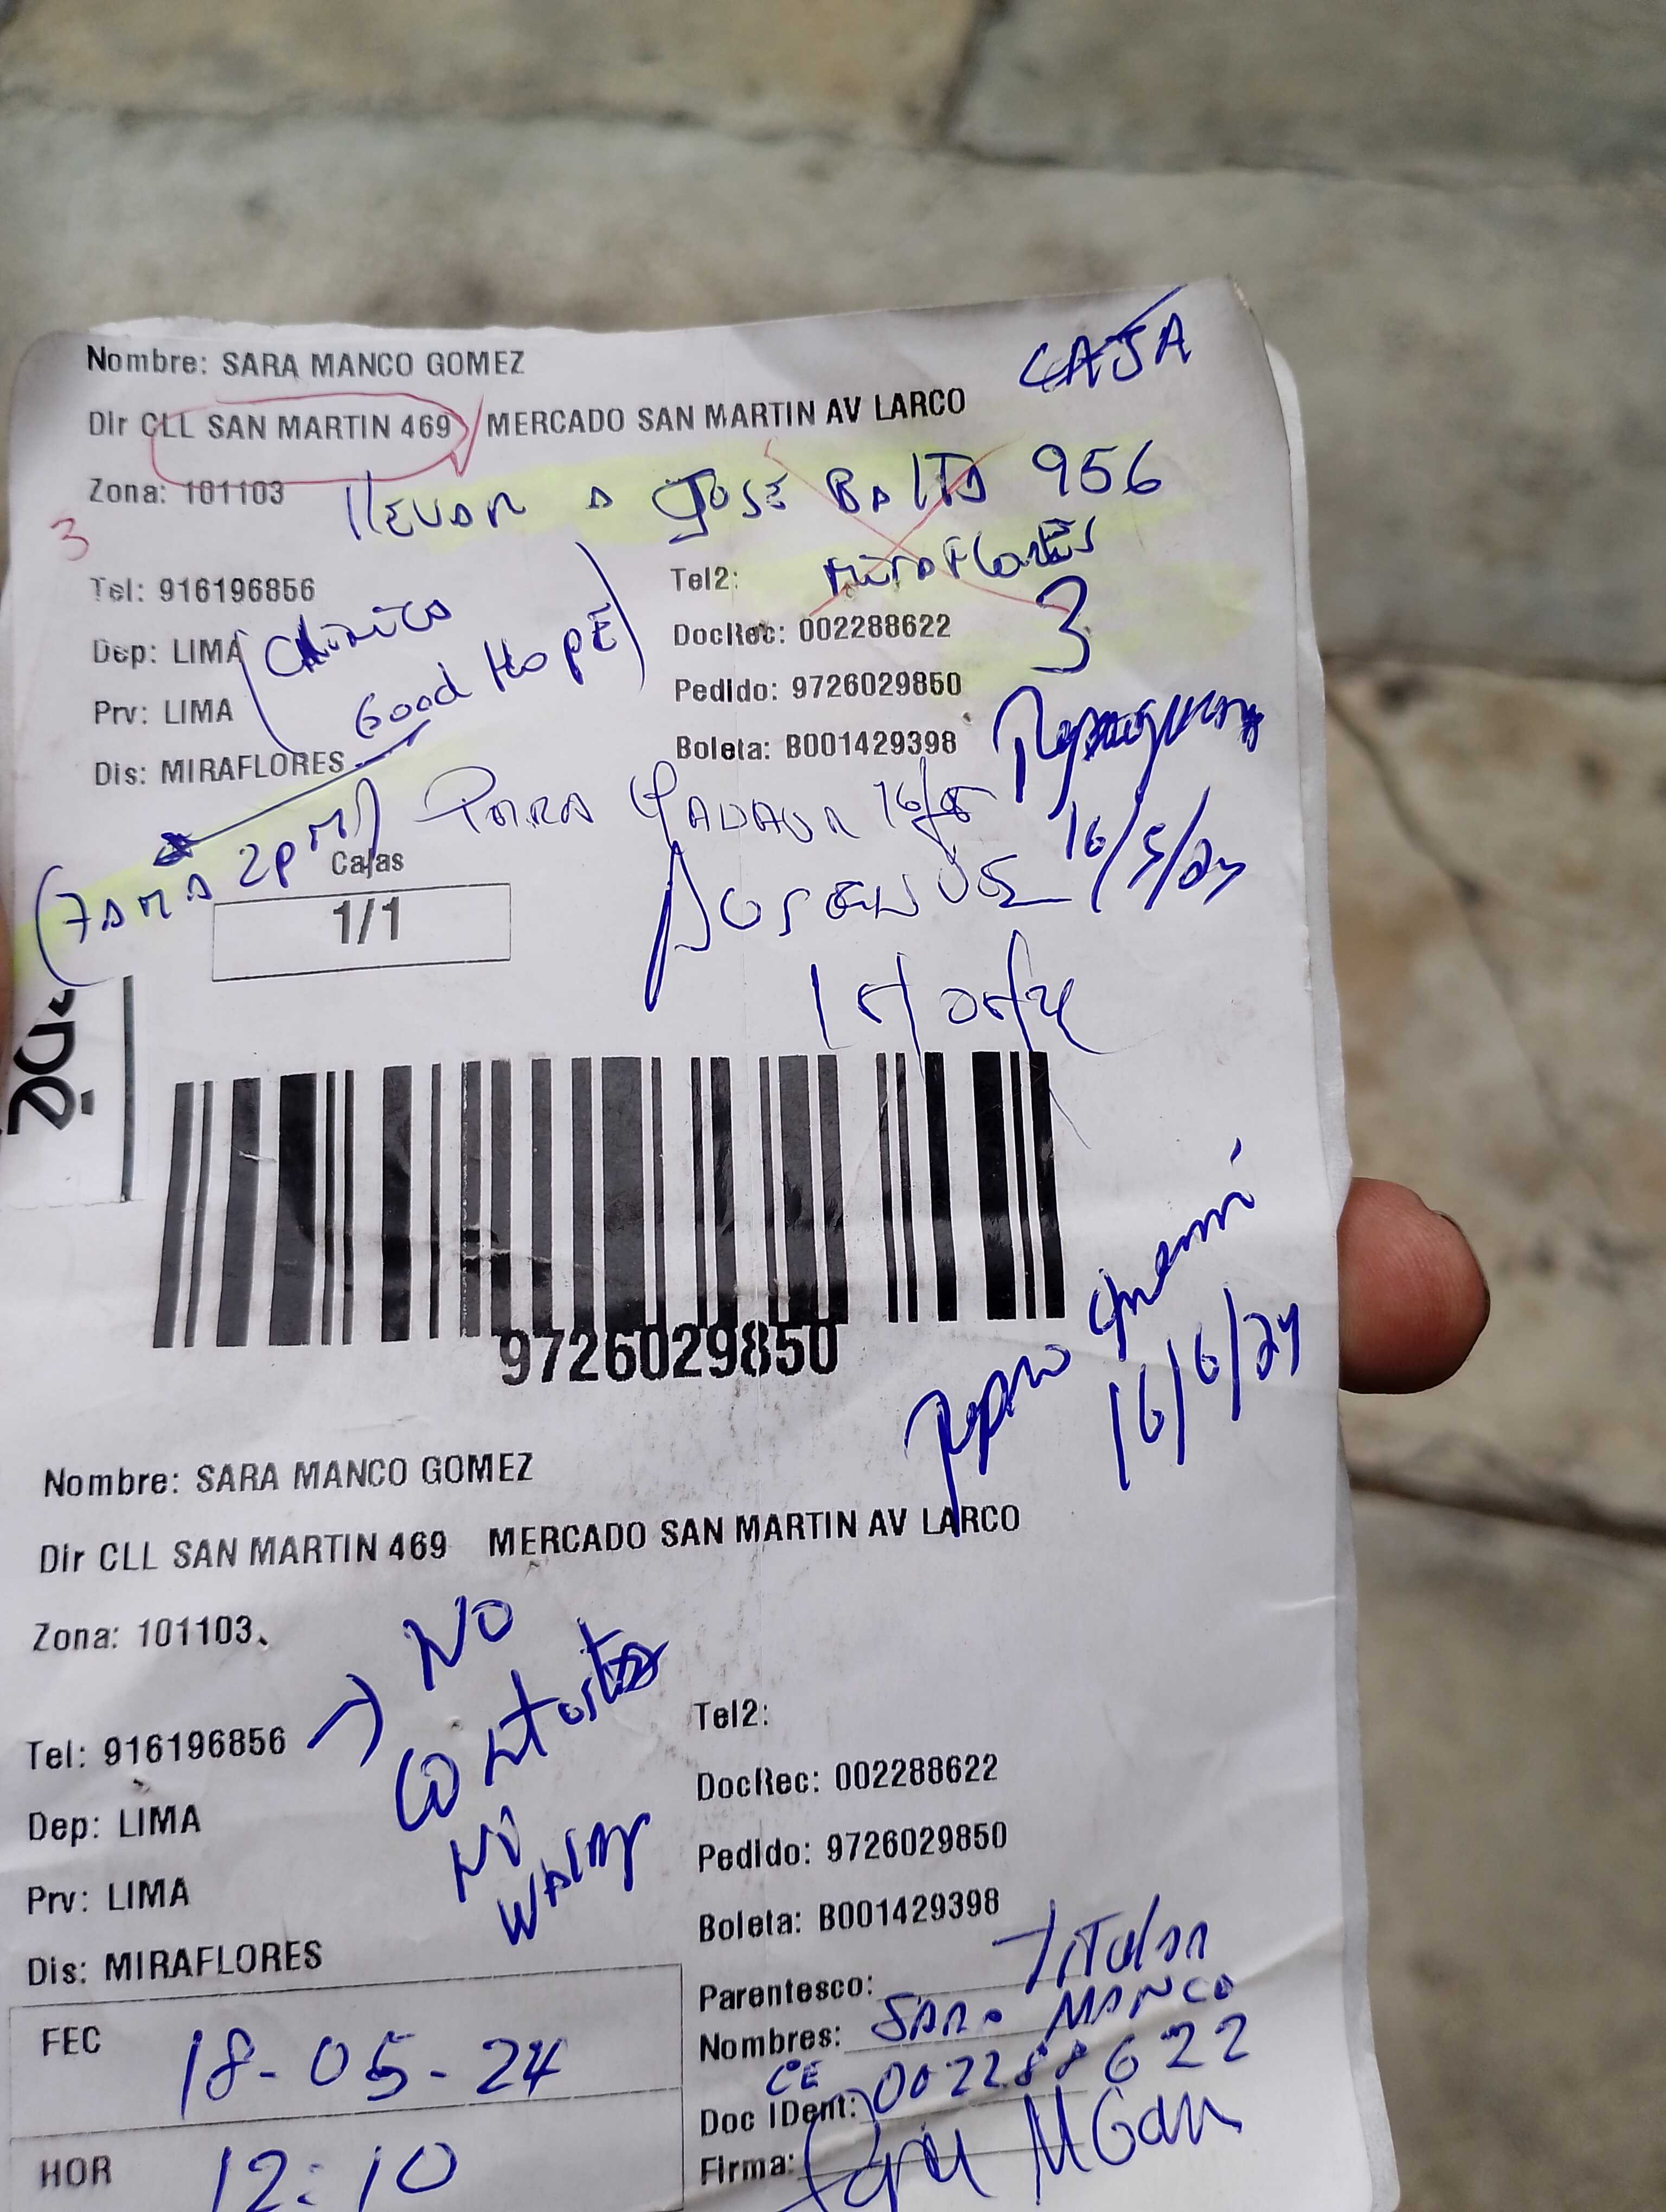 CAJA
Nombre: SARA MANCO GOMEZ
Dir CLL SAN MARTIN 469 MERCADO SAN MARTIN AV LARCO
Zona: 101103
llEVAR A JOSE BALTA 956
MIRAFLORES
3
3
Tel: 916196856
Tel2:
Dep: LIMA
DocRec: 002288622
(CLINICA
GOOD HOPE)
Prv: LIMA
Pedido: 9726029850
Dis: MIRAFLORES
Boleta: B001429398
(7AM A 2PM)
PARA
16/5/24
Cajas
AUSENTE
1/1
9726029850
16/6/24
Nombre: SARA MANCO GOMEZ
Dir CLL SAN MARTIN 469 MERCADO SAN MARTIN AV LARCO
Zona: 101103
Tel: 916196856
→ NO
Contesta
NO
Tel2:
Dep: LIMA
DocRec: 002288622
Prv: LIMA
Pedido: 9726029850
Dis: MIRAFLORES
Boleta: B001429398
Parentesco: Titular
FEC 18-05-24
Nombres: SARA MANCO
CE
Doc IDent: 002288622
HOR 12:10
Firma: